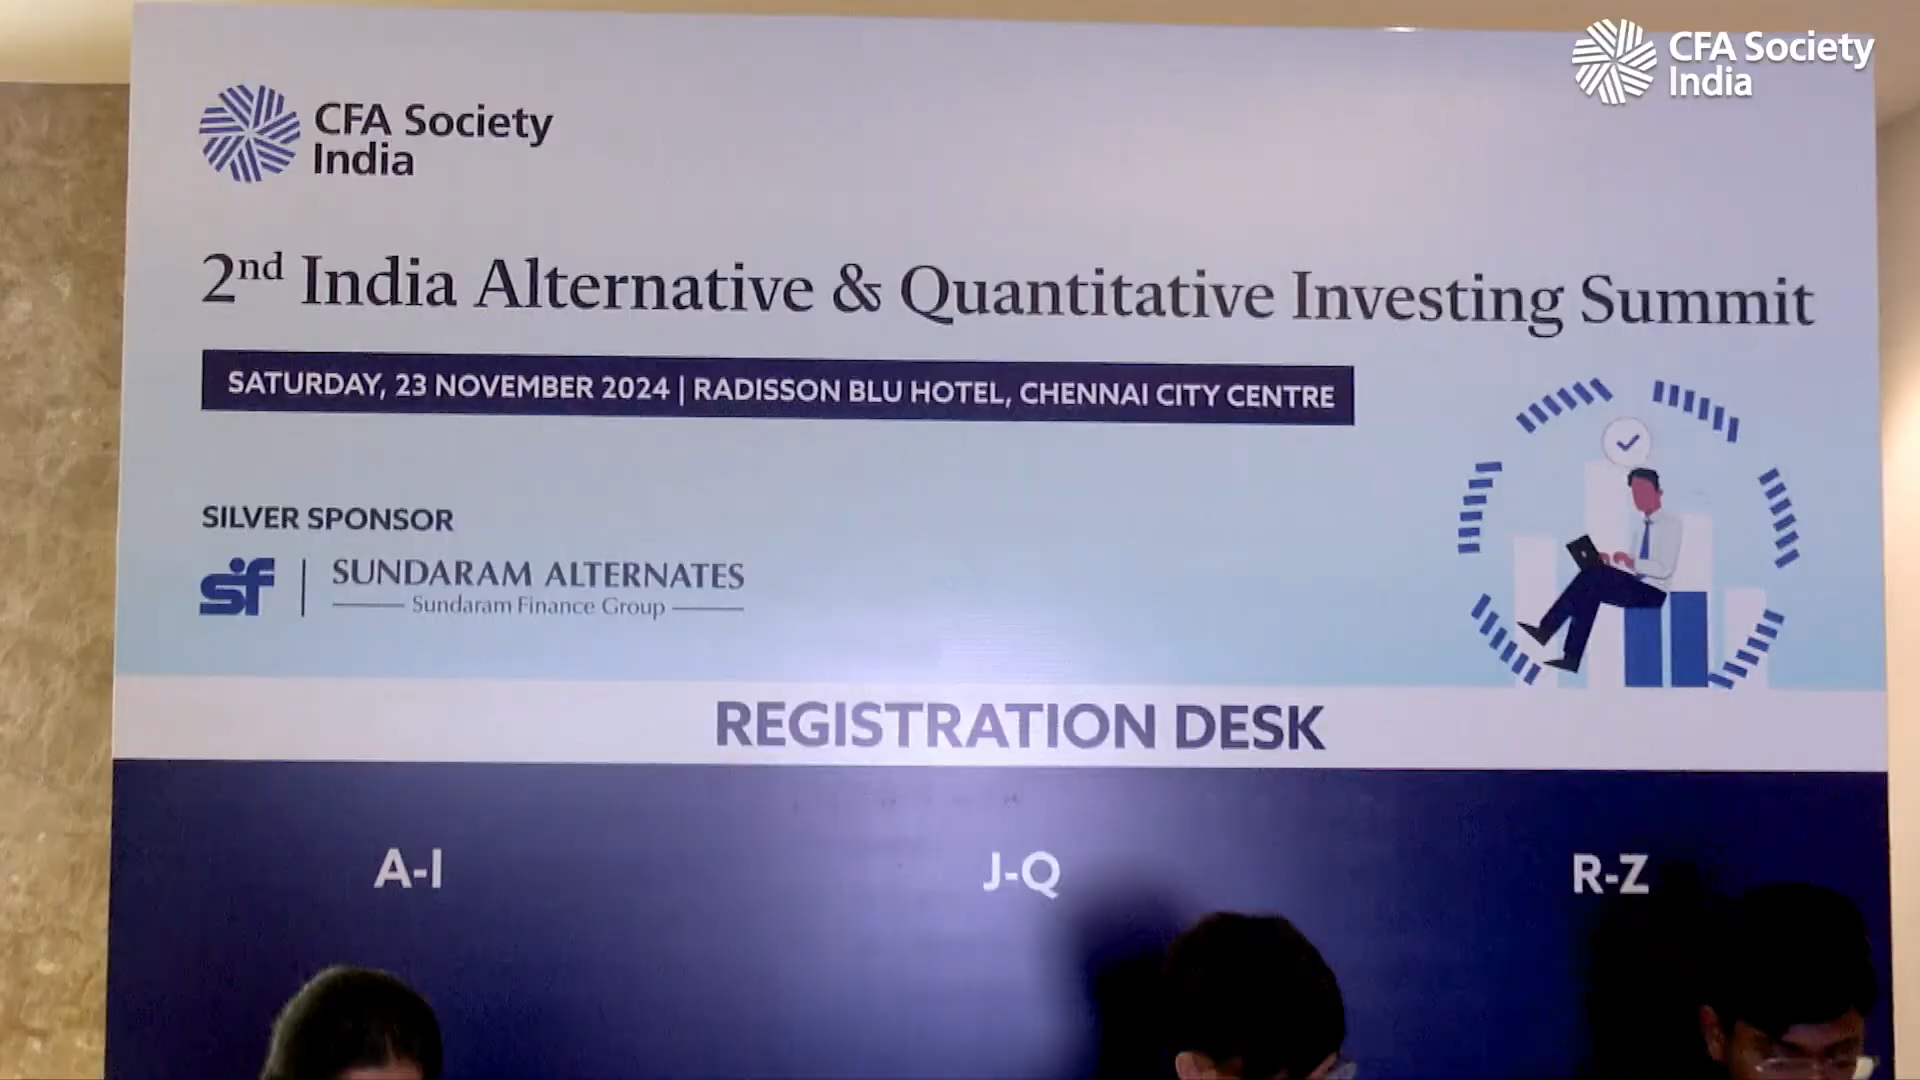 CFA Society
India
CFA Society
India
2nd India Alternative & Quantitative Investing Summit
SATURDAY, 23 NOVEMBER 2024 | RADISSON BLU HOTEL, CHENNAI CITY CENTRE
SILVER SPONSOR
sf | SUNDARAM ALTERNATES
Sundaram Finance Group
REGISTRATION DESK
A-I
J-Q
R-Z